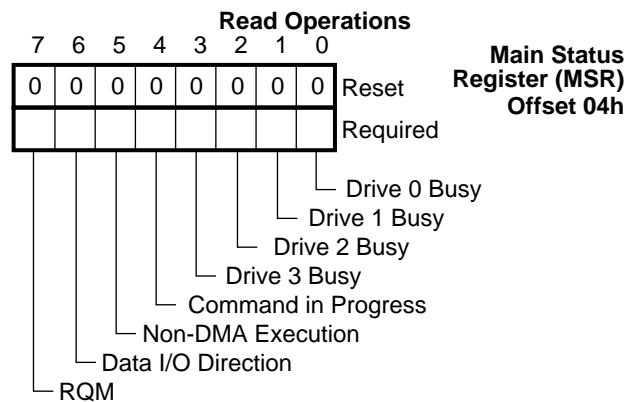 Read Operations
7 6 5 4 3 2 1 0
Main Status
Register (MSR)
Offset 04h
0 0 0 0 0 0 0 0 Reset
Required
Drive 0 Busy
Drive 1 Busy
Drive 2 Busy
Drive 3 Busy
Command in Progress
Non-DMA Execution
Data I/O Direction
RQM